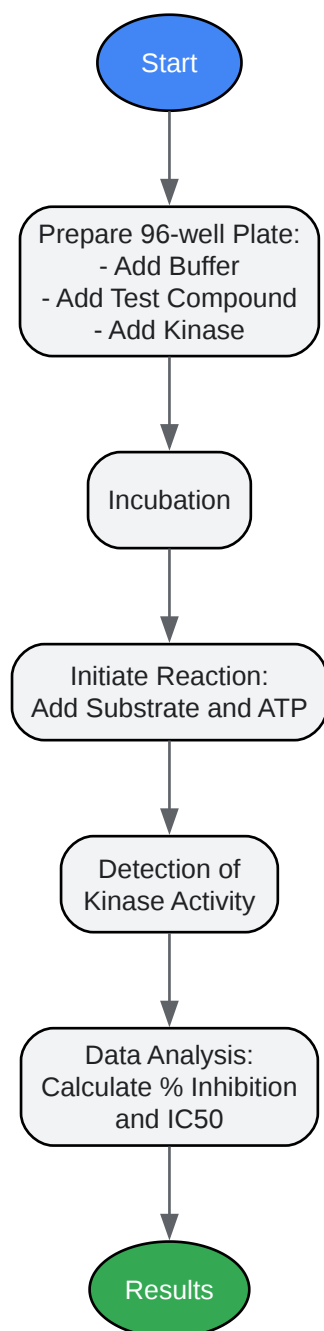 Start
Prepare 96-well Plate:
- Add Buffer
- Add Test Compound
- Add Kinase
Incubation
Initiate Reaction:
Add Substrate and ATP
Detection of
Kinase Activity
Data Analysis:
Calculate % Inhibition
and IC50
Results